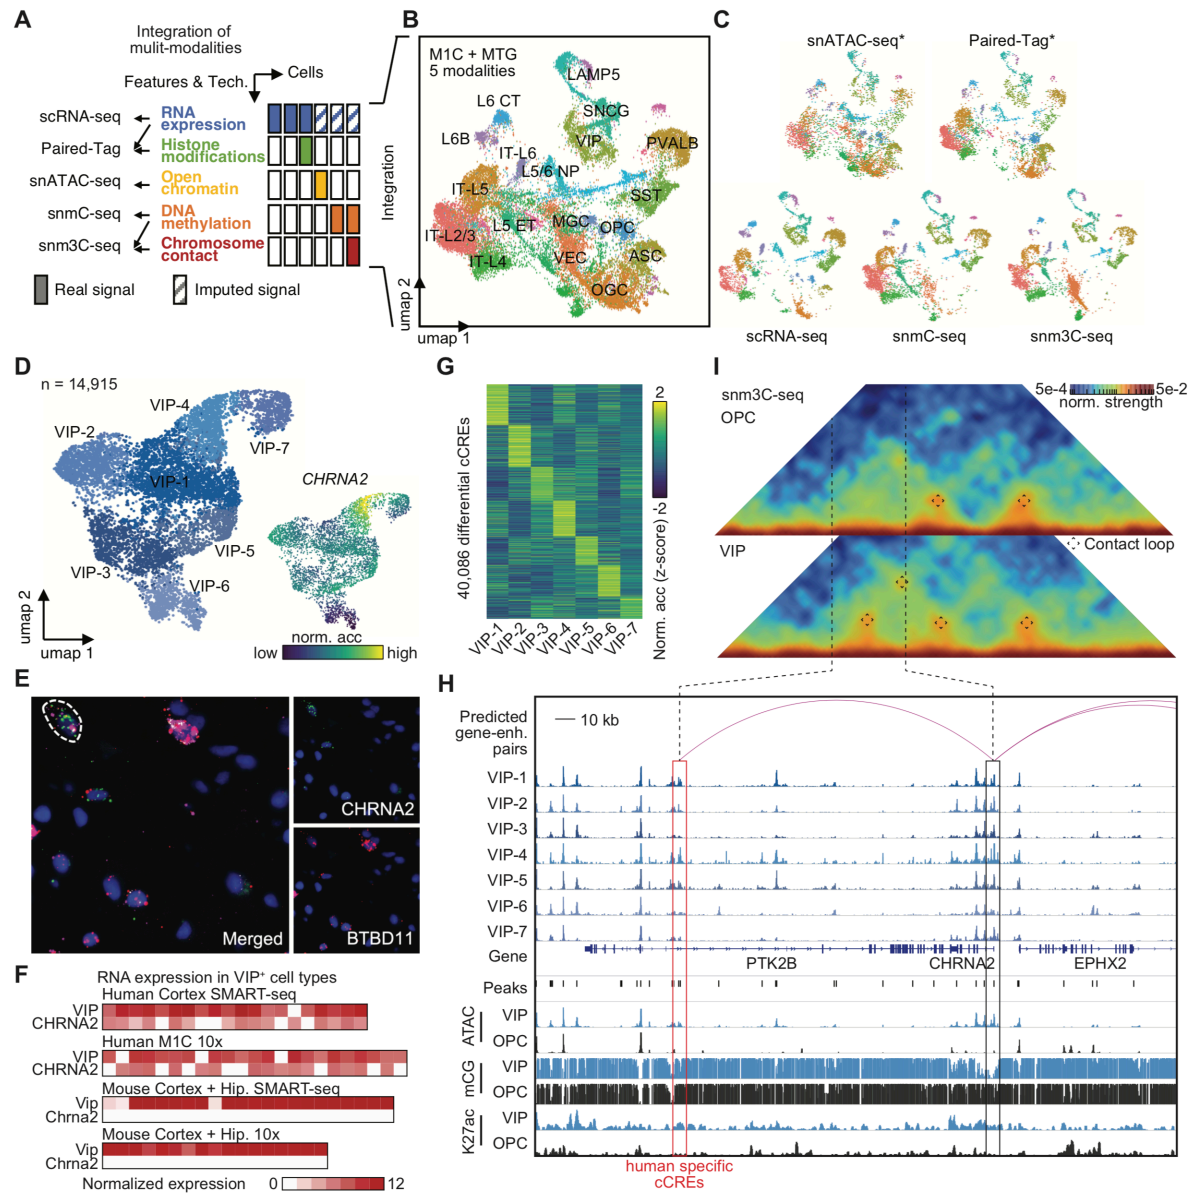 A
Integration of
mulit-modalities
Features & Tech.
Cells
scRNA-seq
RNA
expression
Paired-Tag
Histone
modifications
snATAC-seq
Open
chromatin
snmC-seq
DNA
methylation
snm3C-seq
Chromosome
contact
Real signal
Imputed signal
Integration
B
M1C + MTG
5 modalities
LAMP5
L6 CT
SNCG
L6B
VIP
PVALB
IT-L6
L5/6 NP
IT-L5
SST
L5 ET
MGC
OPC
IT-L2/3
IT-L4
VEC
ASC
OGC
umap 2
umap 1
C
snATAC-seq*
Paired-Tag*
scRNA-seq
snmC-seq
snm3C-seq
D
n = 14,915
VIP-4
VIP-2
VIP-7
VIP-1
CHRNA2
VIP-5
VIP-3
VIP-6
umap 2
umap 1
norm. acc
low
high
E
CHRNA2
Merged
BTBD11
F
RNA expression in VIP+ cell types
Human Cortex SMART-seq
VIP
CHRNA2
Human M1C 10x
VIP
CHRNA2
Mouse Cortex + Hip. SMART-seq
Vip
Chrna2
Mouse Cortex + Hip. 10x
Vip
Chrna2
Normalized expression
0
12
G
40,086 differential cCREs
2
-2
Norm. acc (z-score)
VIP-1
VIP-2
VIP-3
VIP-4
VIP-5
VIP-6
VIP-7
I
snm3C-seq
OPC
5e-4
5e-2
norm. strength
VIP
Contact loop
H
Predicted
gene-enh.
pairs
10 kb
VIP-1
VIP-2
VIP-3
VIP-4
VIP-5
VIP-6
VIP-7
Gene
PTK2B
CHRNA2
EPHX2
Peaks
ATAC
VIP
OPC
mCG
VIP
OPC
K27ac
VIP
OPC
human specific
cCREs